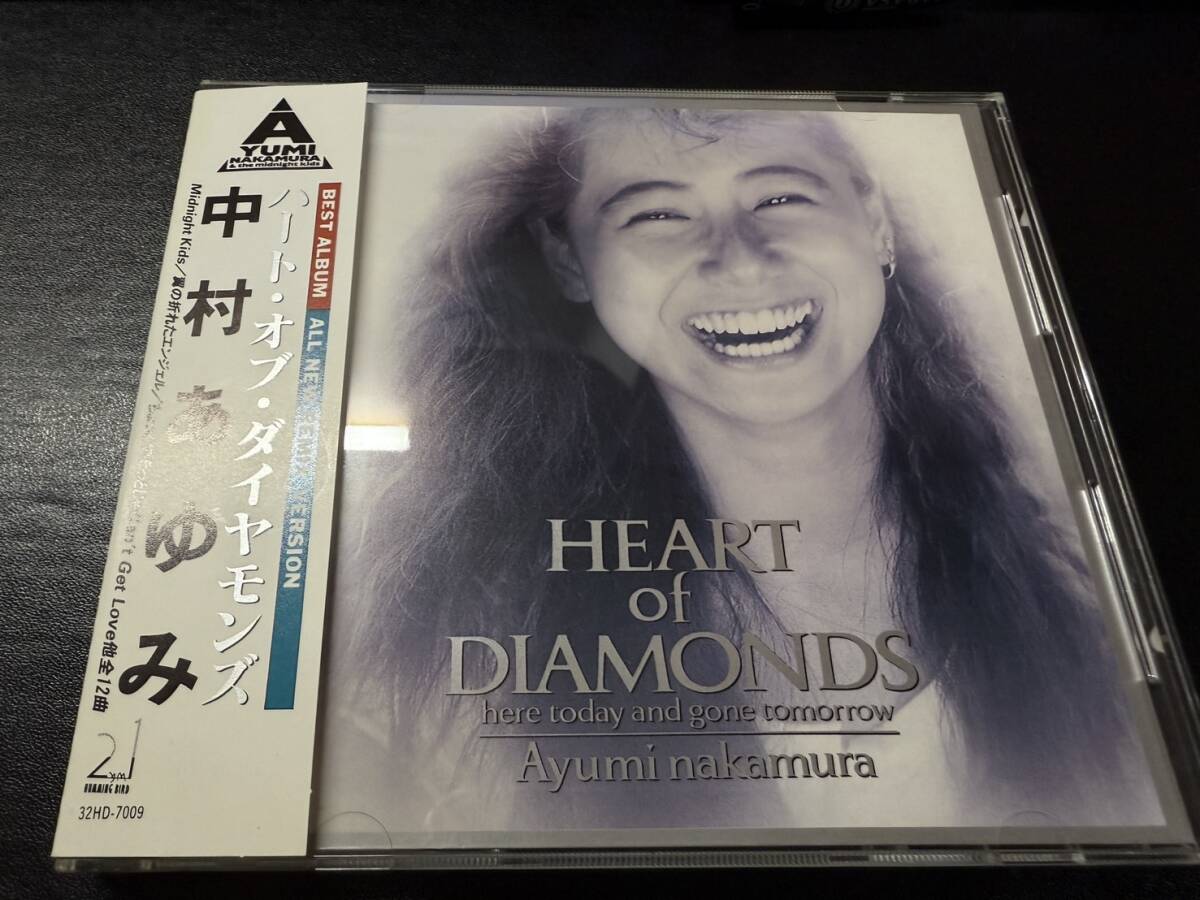 A
YUMI
NAKAMURA
& the midnight kids
BEST ALBUM
ALL NEW REMIX VERSION
ハート・オブ・ダイヤモンズ
中村あゆみ
Midnight Kids/翼の折れたエンジェル/
Can't Get Love他全12曲
21
HUMMING BIRD
32HD-7009
HEART
of
DIAMONDS
here today and gone tomorrow
Ayumi nakamura